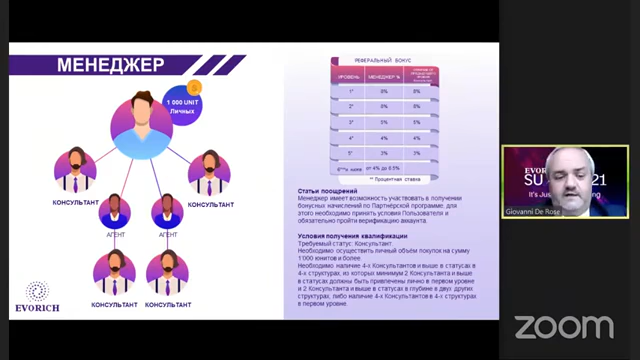 МЕНЕДЖЕР
1 000 UNIT
Личных
КОНСУЛЬТАНТ
КОНСУЛЬТАНТ
АГЕНТ
АГЕНТ
КОНСУЛЬТАНТ
КОНСУЛЬТАНТ
EVORICH
РЕФЕРАЛЬНЫЙ БОНУС
УРОВЕНЬ МЕНЕДЖЕР %
1*
2*
3* 5% 5%
4* 4% 4%
5* 3% 3%
от 4% до 0.5%
** Процентная ставка
Статьи поощрений
Менеджер имеет возможность участвовать в получении
бонусных начислений по Партнерской программе, для
этого необходимо принять условия Пользователя и
обязательно пройти верификацию аккаунта.
Условия получения квалификации
Требуемый статус: Консультант
Необходимо осуществить личный объём покупок на сумму
1'000 юнитов и более.
Необходимо наличие 4-х Консультантов и выше в статусах в
4-х структурах, из которых минимум 2 Консультанта и выше
в статусах должны быть привлечены лично в первом уровне
и 2 Консультанта и выше в статусах в глубине в двух других
структурах, либо наличие 4-х Консультантов в 4-х структурах
в первом уровне.
SU 21
It's Jus
Giovanni De Rose
zoom